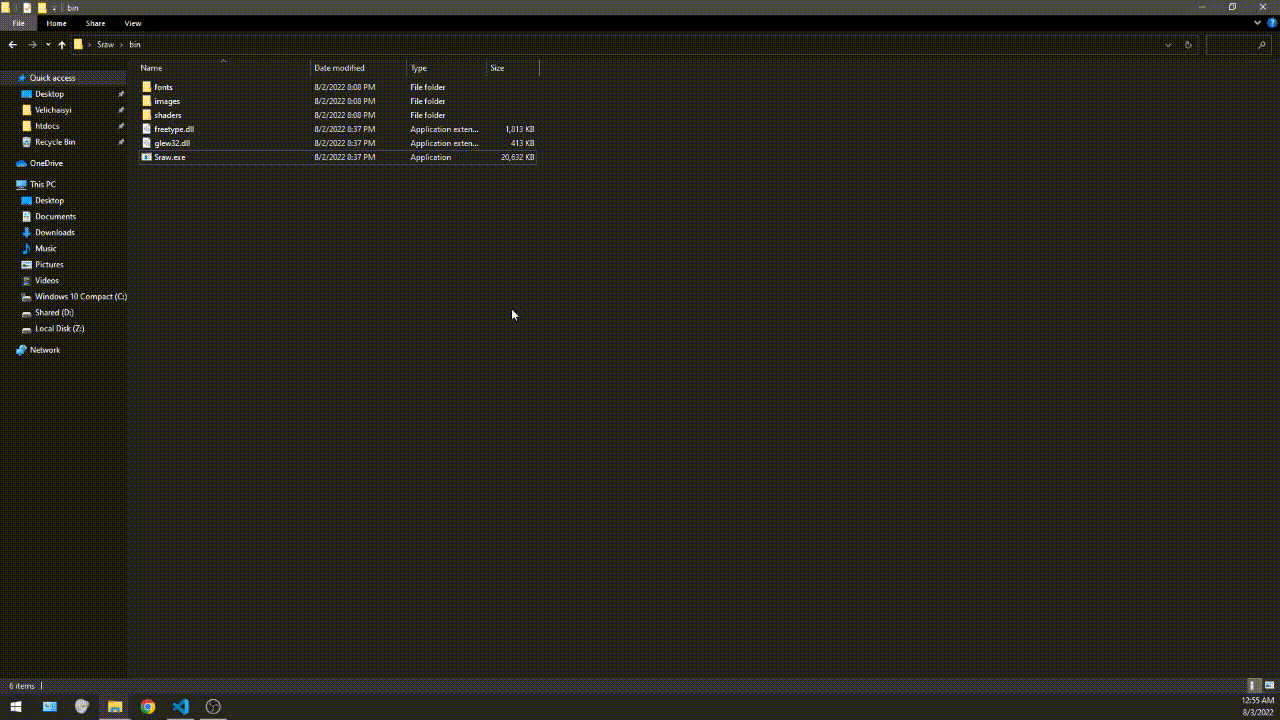 bin
File Home Share View
Sraw bin
Name Date modified Type Size
Quick access
Desktop
Velichaisyi
htdocs
Recycle Bin
OneDrive
This PC
Desktop
Documents
Downloads
Music
Pictures
Videos
Windows 10 Compact (C:)
Shared (D:)
Local Disk (Z:)
Network
fonts 8/2/2022 8:08 PM File folder
images 8/2/2022 8:08 PM File folder
shaders 8/2/2022 8:08 PM File folder
freetype.dll 8/2/2022 8:37 PM Application exten... 1,813 KB
glew32.dll 8/2/2022 8:37 PM Application exten... 413 KB
Sraw.exe 8/2/2022 8:37 PM Application 20,632 KB
6 items
12:55 AM
8/3/2022